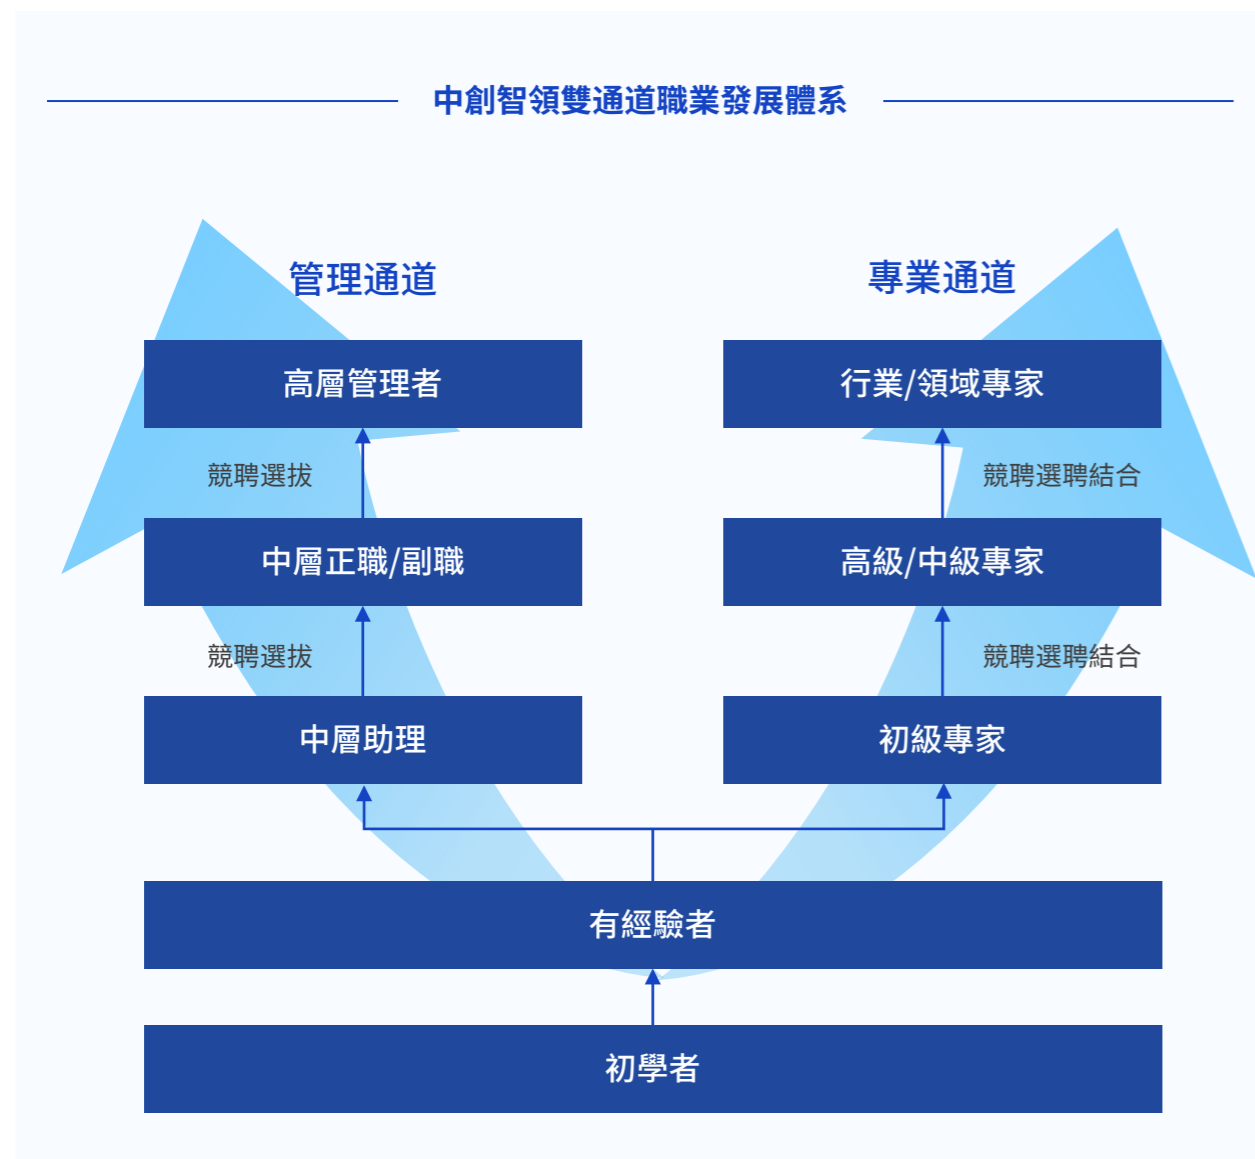 中創智領雙通道職業發展體系
管理通道
專業通道
高層管理者
行業/領域專家
競聘選拔
競聘選聘結合
中層正職/副職
高級/中級專家
競聘選拔
競聘選聘結合
中層助理
初級專家
有經驗者
初學者